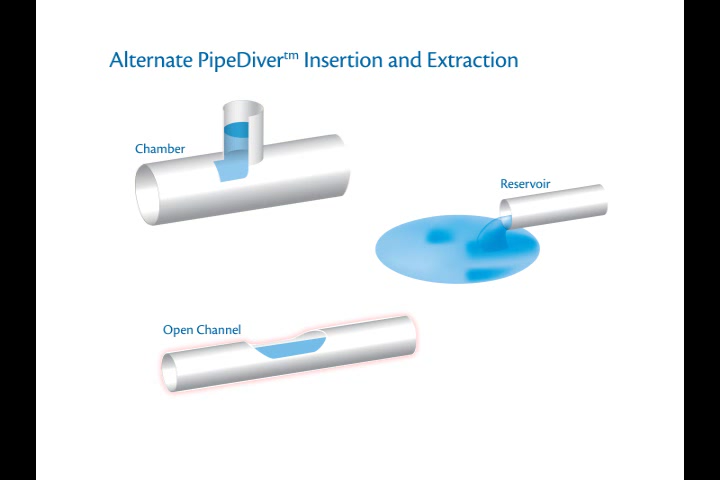 Alternate PipeDiver™ Insertion and Extraction
Chamber
Reservoir
Open Channel